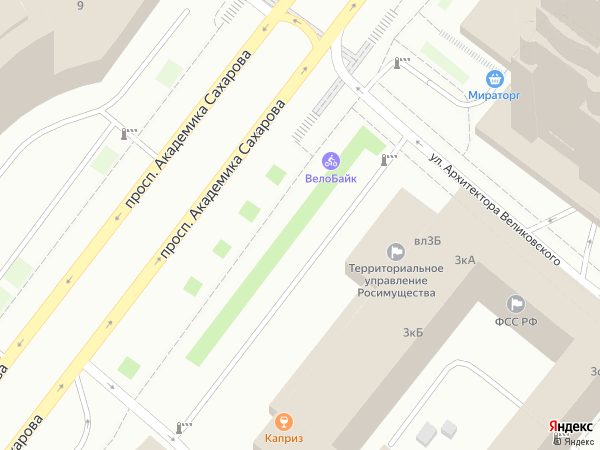 9
просп. Академика Сахарова
просп. Академика Сахарова
Мираторг
ул. Архитектора Великовского
ВелоБайк
вл3Б
3кА
Территориальное
управление
Росимущества
ФСС РФ
3кБ
Каприз
Яндекс
© Яндекс